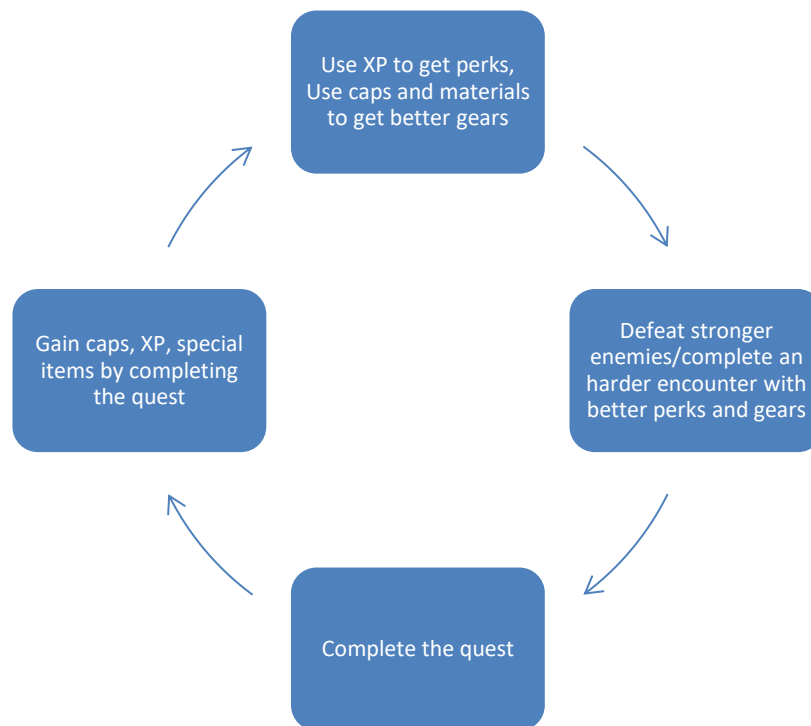 Use XP to get perks,
Use caps and materials
to get better gears
Gain caps, XP, special
items by completing
the quest
Defeat stronger
enemies/complete an
harder encounter with
better perks and gears
Complete the quest